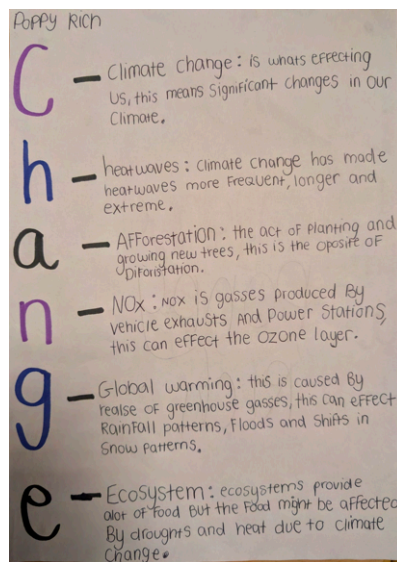 Poppy Rich
C - Climate change: is whats effecting
us, this means significant changes in our
climate.
h - heatwaves: climate change has made
heatwaves more frequent, longer and
extreme.
a - Afforestation: the act of planting and
growing new trees, this is the oposite of
Diforistation.
n - NOx: NOx is gasses produced by
vehicle exhausts and power stations,
this can effect the ozone layer.
g - Global warming: this is caused by
realse of greenhouse gasses, this can effect
Rainfall patterns, floods and shifts in
snow patterns.
e - Ecosystem: ecosystems provide
alot of food but the food might be affected
By droughts and heat due to climate
change.